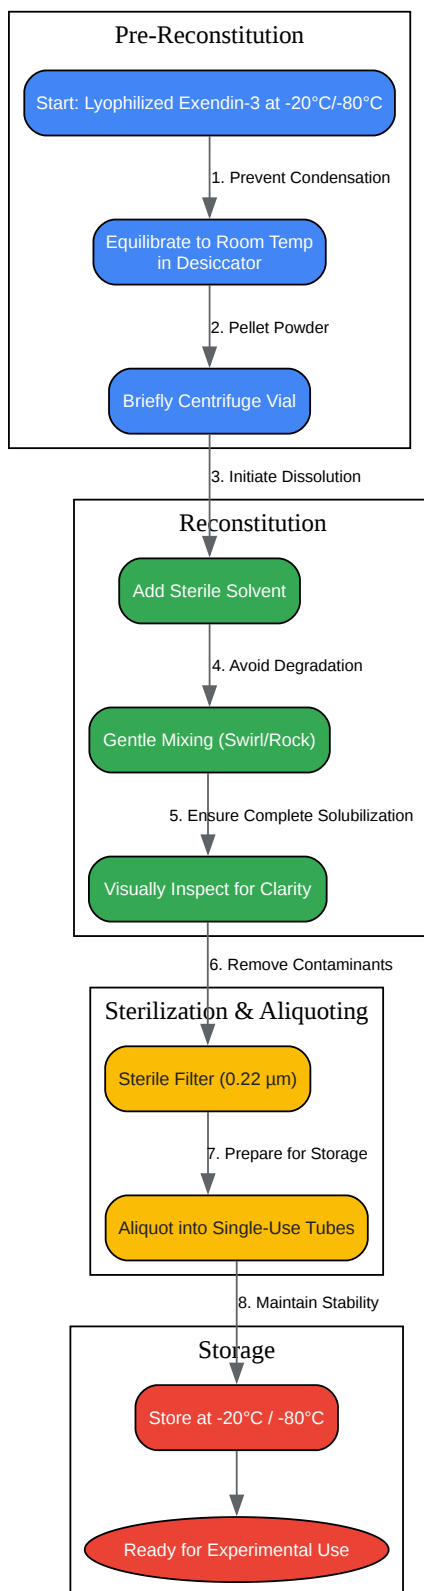 Pre-Reconstitution
Start: Lyophilized Exendin-3 at -20°C/-80°C
1. Prevent Condensation
Equilibrate to Room Temp
in Desiccator
2. Pellet Powder
Briefly Centrifuge Vial
3. Initiate Dissolution
Reconstitution
Add Sterile Solvent
4. Avoid Degradation
Gentle Mixing (Swirl/Rock)
5. Ensure Complete Solubilization
Visually Inspect for Clarity
6. Remove Contaminants
Sterilization & Aliquoting
Sterile Filter (0.22 µm)
7. Prepare for Storage
Aliquot into Single-Use Tubes
8. Maintain Stability
Storage
Store at -20°C / -80°C
Ready for Experimental Use